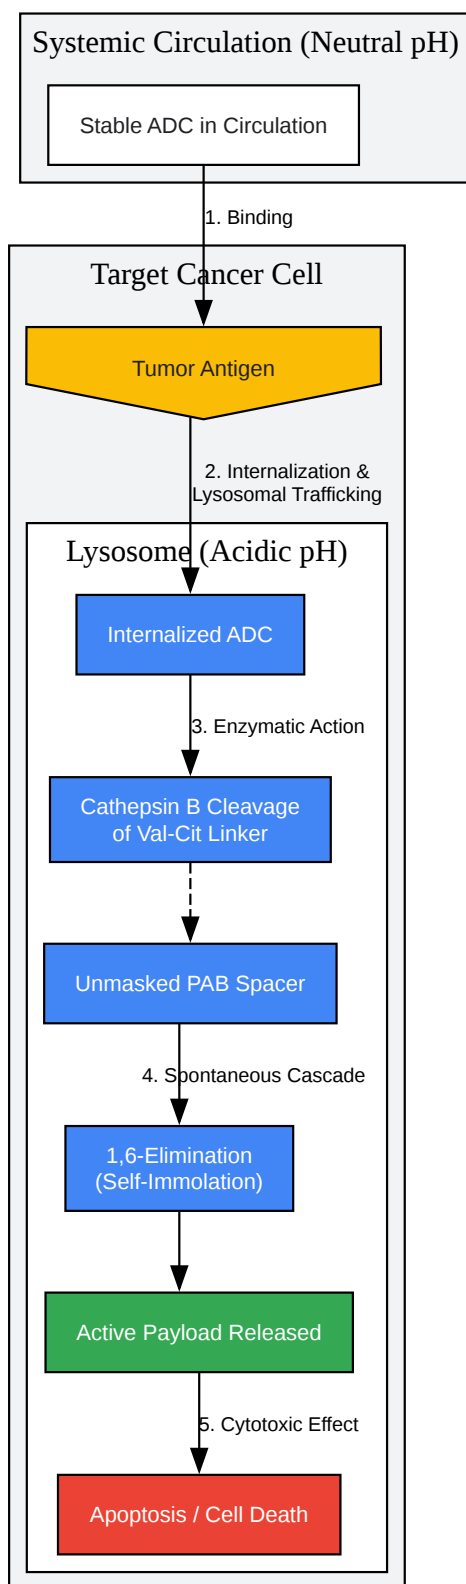 Systemic Circulation (Neutral pH)
Stable ADC in Circulation
1. Binding
Target Cancer Cell
Tumor Antigen
2. Internalization &
Lysosomal Trafficking
Lysosome (Acidic pH)
Internalized ADC
3. Enzymatic Action
Cathepsin B Cleavage
of Val-Cit Linker
Unmasked PAB Spacer
4. Spontaneous Cascade
1,6-Elimination
(Self-Immolation)
Active Payload Released
5. Cytotoxic Effect
Apoptosis / Cell Death